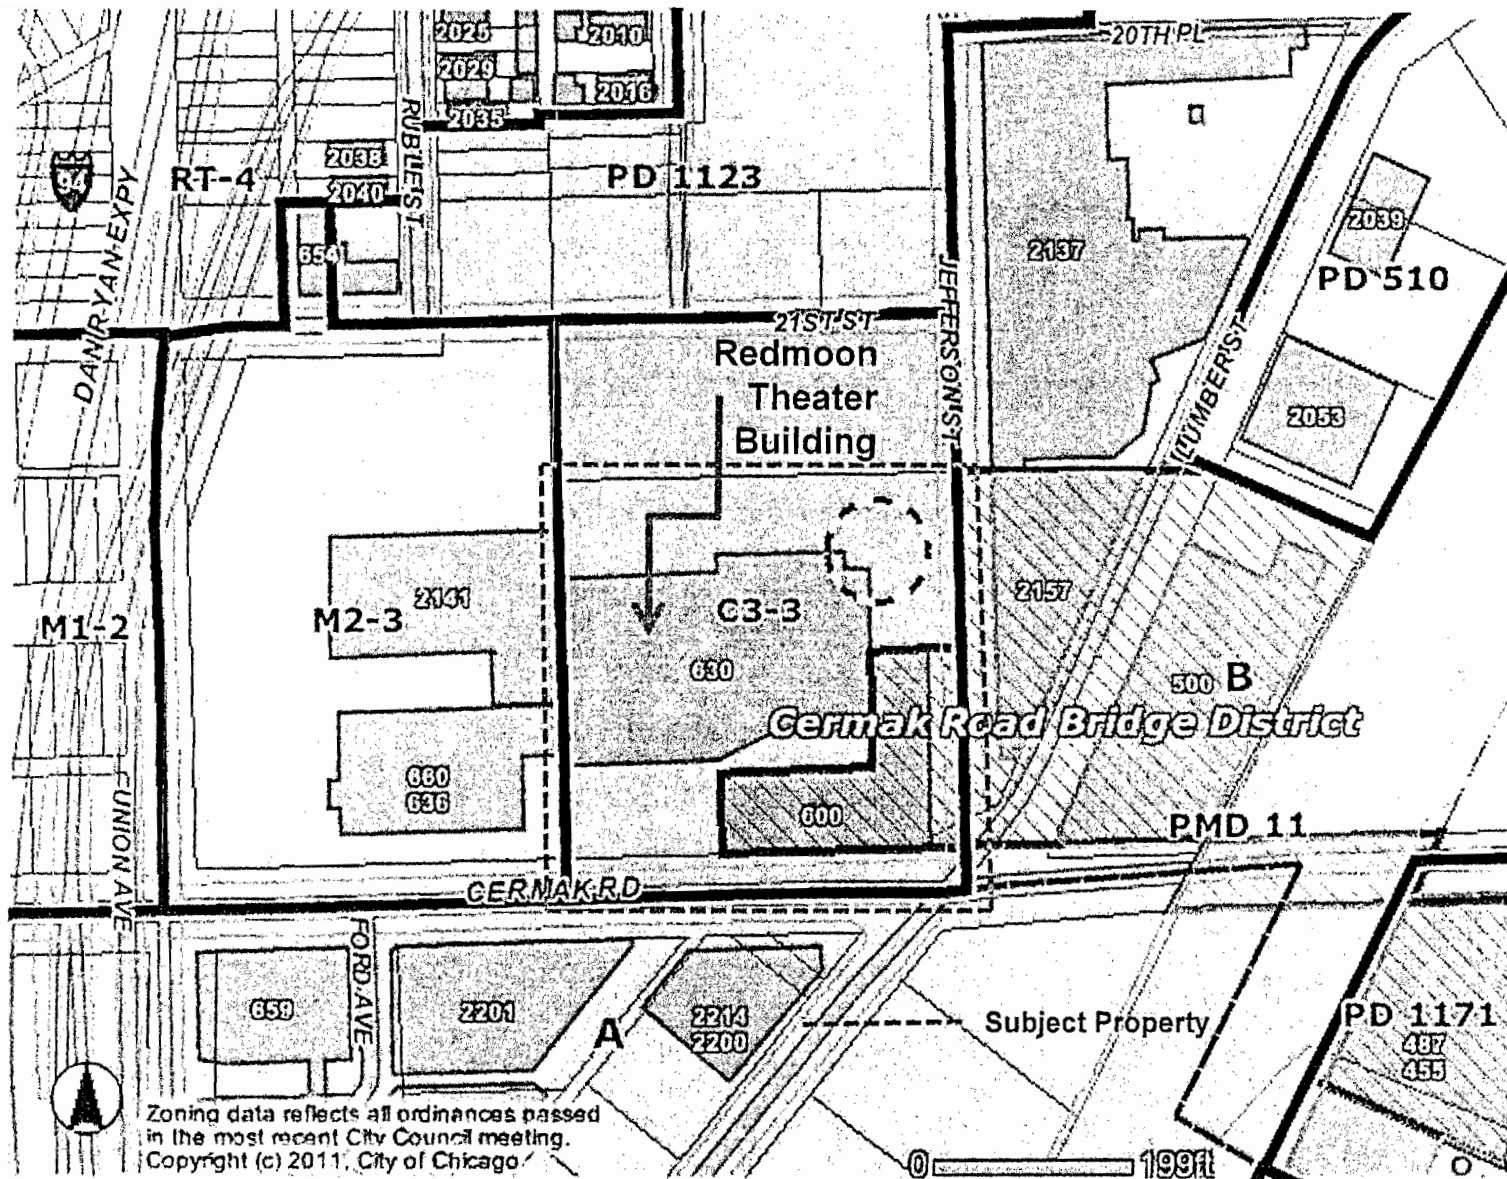 2025
2010
20TH PL
2029
2016
2035
RUBLE ST
2038
94
RT-4
2040
PD 1123
2039
DAN RYAN EXPY
654
2137
PD 510
JEFFERSON ST
21ST ST
LUMBER ST
Redmoon
Theater
Building
2053
2141
2157
M1-2
M2-3
C3-3
630
500
B
Cermak Road Bridge District
660
636
600
PMD 11
UNION AVE
CERMAK RD
FORD AVE
659
2201
A
2214
2200
Subject Property
PD 1171
487
455
Zoning data reflects all ordinances passed
in the most recent City Council meeting.
Copyright (c) 2011, City of Chicago
0
199ft